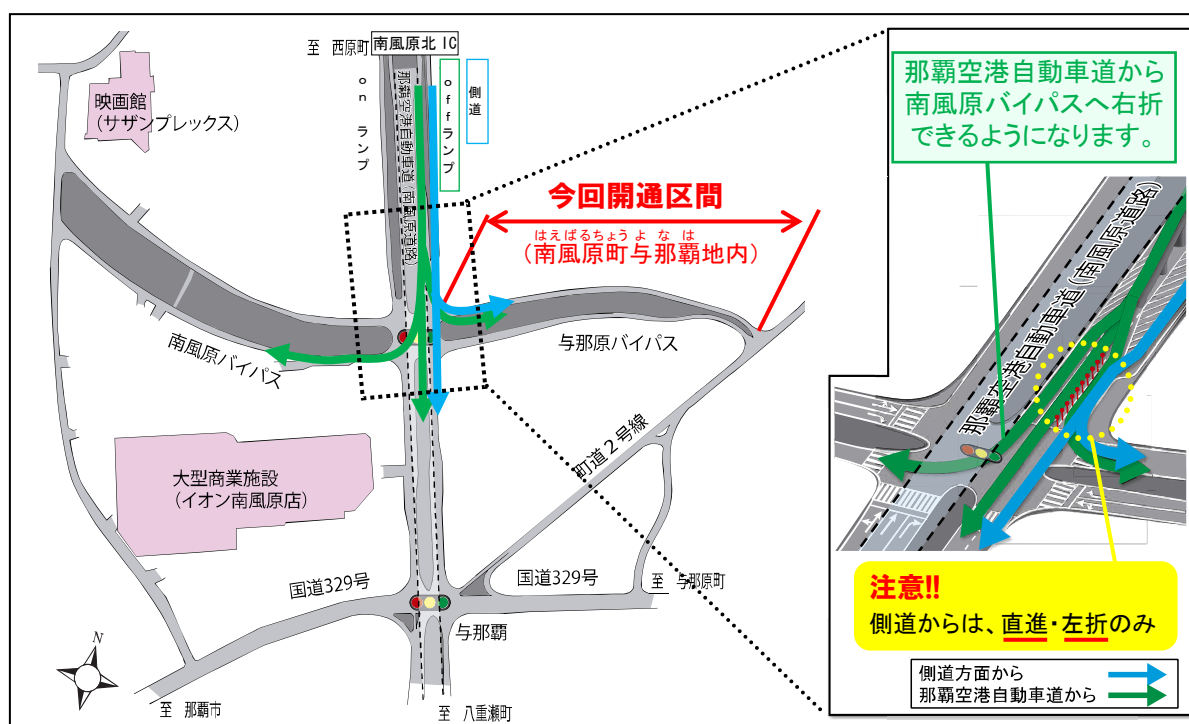 至 西原町
南風原北 IC
on ランプ
那覇空港自動車道(南風原道路)
offランプ
側道
映画館
(サザンプレックス)
今回開通区間
はえばるちょう よ な は
(南風原町与那覇地内)
南風原バイパス
与那原バイパス
町道2号線
大型商業施設
(イオン南風原店)
国道329号
国道329号
至 与那原町
与那覇
N
至 那覇市
至 八重瀬町
那覇空港自動車道から
南風原バイパスへ右折
できるようになります。
那覇空港自動車道(南風原道路)
注意!!
側道からは、直進・左折のみ
側道方面から
那覇空港自動車道から